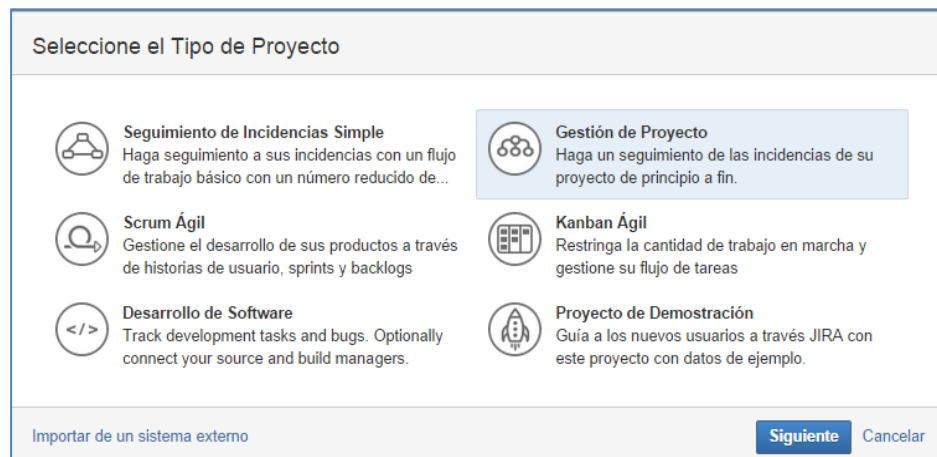 Seleccione el Tipo de Proyecto
Seguimiento de Incidencias Simple
Haga seguimiento a sus incidencias con un flujo
de trabajo básico con un número reducido de...
Gestión de Proyecto
Haga un seguimiento de las incidencias de su
proyecto de principio a fin.
Scrum Ágil
Gestione el desarrollo de sus productos a través
de historias de usuario, sprints y backlogs
Kanban Ágil
Restringa la cantidad de trabajo en marcha y
gestione su flujo de tareas
</>
Desarrollo de Software
Track development tasks and bugs. Optionally
connect your source and build managers.
Proyecto de Demostración
Guía a los nuevos usuarios a través JIRA con
este proyecto con datos de ejemplo.
Importar de un sistema externo
Siguiente
Cancelar